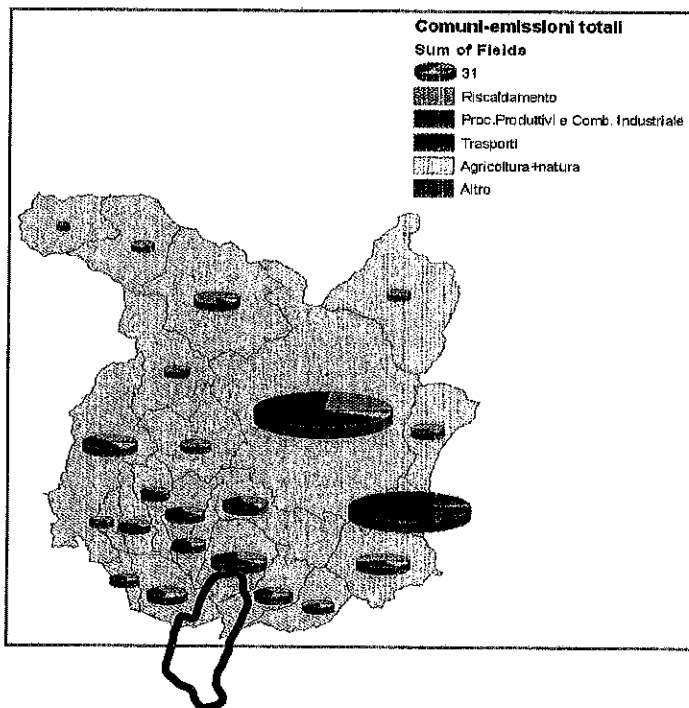 Comuni-emissioni totali
Sum of Fields
31
Riscaldamento
Proc.Produttivi e Comb. Industriale
Trasporti
Agricoltura+natura
Altro